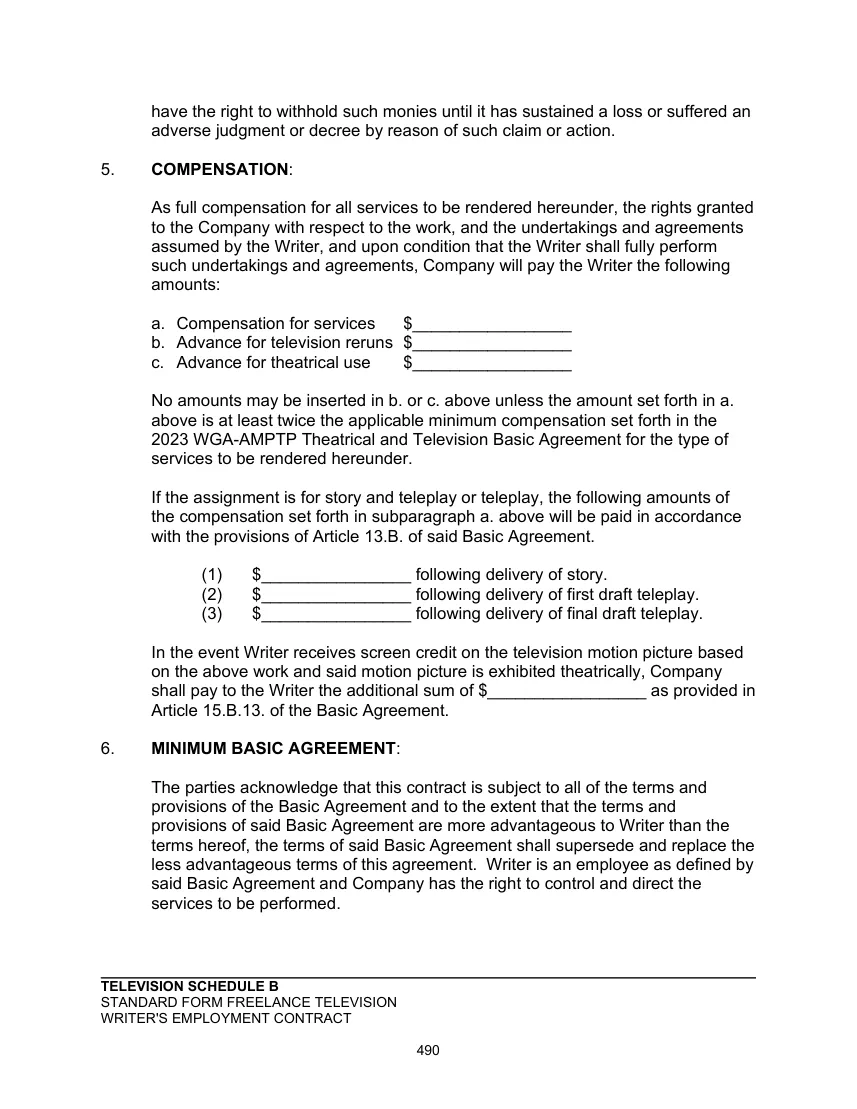 have the right to withhold such monies until it has sustained a loss or suffered an
adverse judgment or decree by reason of such claim or action.
5. COMPENSATION:
As full compensation for all services to be rendered hereunder, the rights granted
to the Company with respect to the work, and the undertakings and agreements
assumed by the Writer, and upon condition that the Writer shall fully perform
such undertakings and agreements, Company will pay the Writer the following
amounts:
a. Compensation for services $_________________
b. Advance for television reruns $_________________
c. Advance for theatrical use $_________________
No amounts may be inserted in b. or c. above unless the amount set forth in a.
above is at least twice the applicable minimum compensation set forth in the
2023 WGA-AMPTP Theatrical and Television Basic Agreement for the type of
services to be rendered hereunder.
If the assignment is for story and teleplay or teleplay, the following amounts of
the compensation set forth in subparagraph a. above will be paid in accordance
with the provisions of Article 13.B. of said Basic Agreement.
(1) $________________ following delivery of story.
(2) $________________ following delivery of first draft teleplay.
(3) $________________ following delivery of final draft teleplay.
In the event Writer receives screen credit on the television motion picture based
on the above work and said motion picture is exhibited theatrically, Company
shall pay to the Writer the additional sum of $_________________ as provided in
Article 15.B.13. of the Basic Agreement.
6. MINIMUM BASIC AGREEMENT:
The parties acknowledge that this contract is subject to all of the terms and
provisions of the Basic Agreement and to the extent that the terms and
provisions of said Basic Agreement are more advantageous to Writer than the
terms hereof, the terms of said Basic Agreement shall supersede and replace the
less advantageous terms of this agreement. Writer is an employee as defined by
said Basic Agreement and Company has the right to control and direct the
services to be performed.
TELEVISION SCHEDULE B
STANDARD FORM FREELANCE TELEVISION
WRITER'S EMPLOYMENT CONTRACT
490